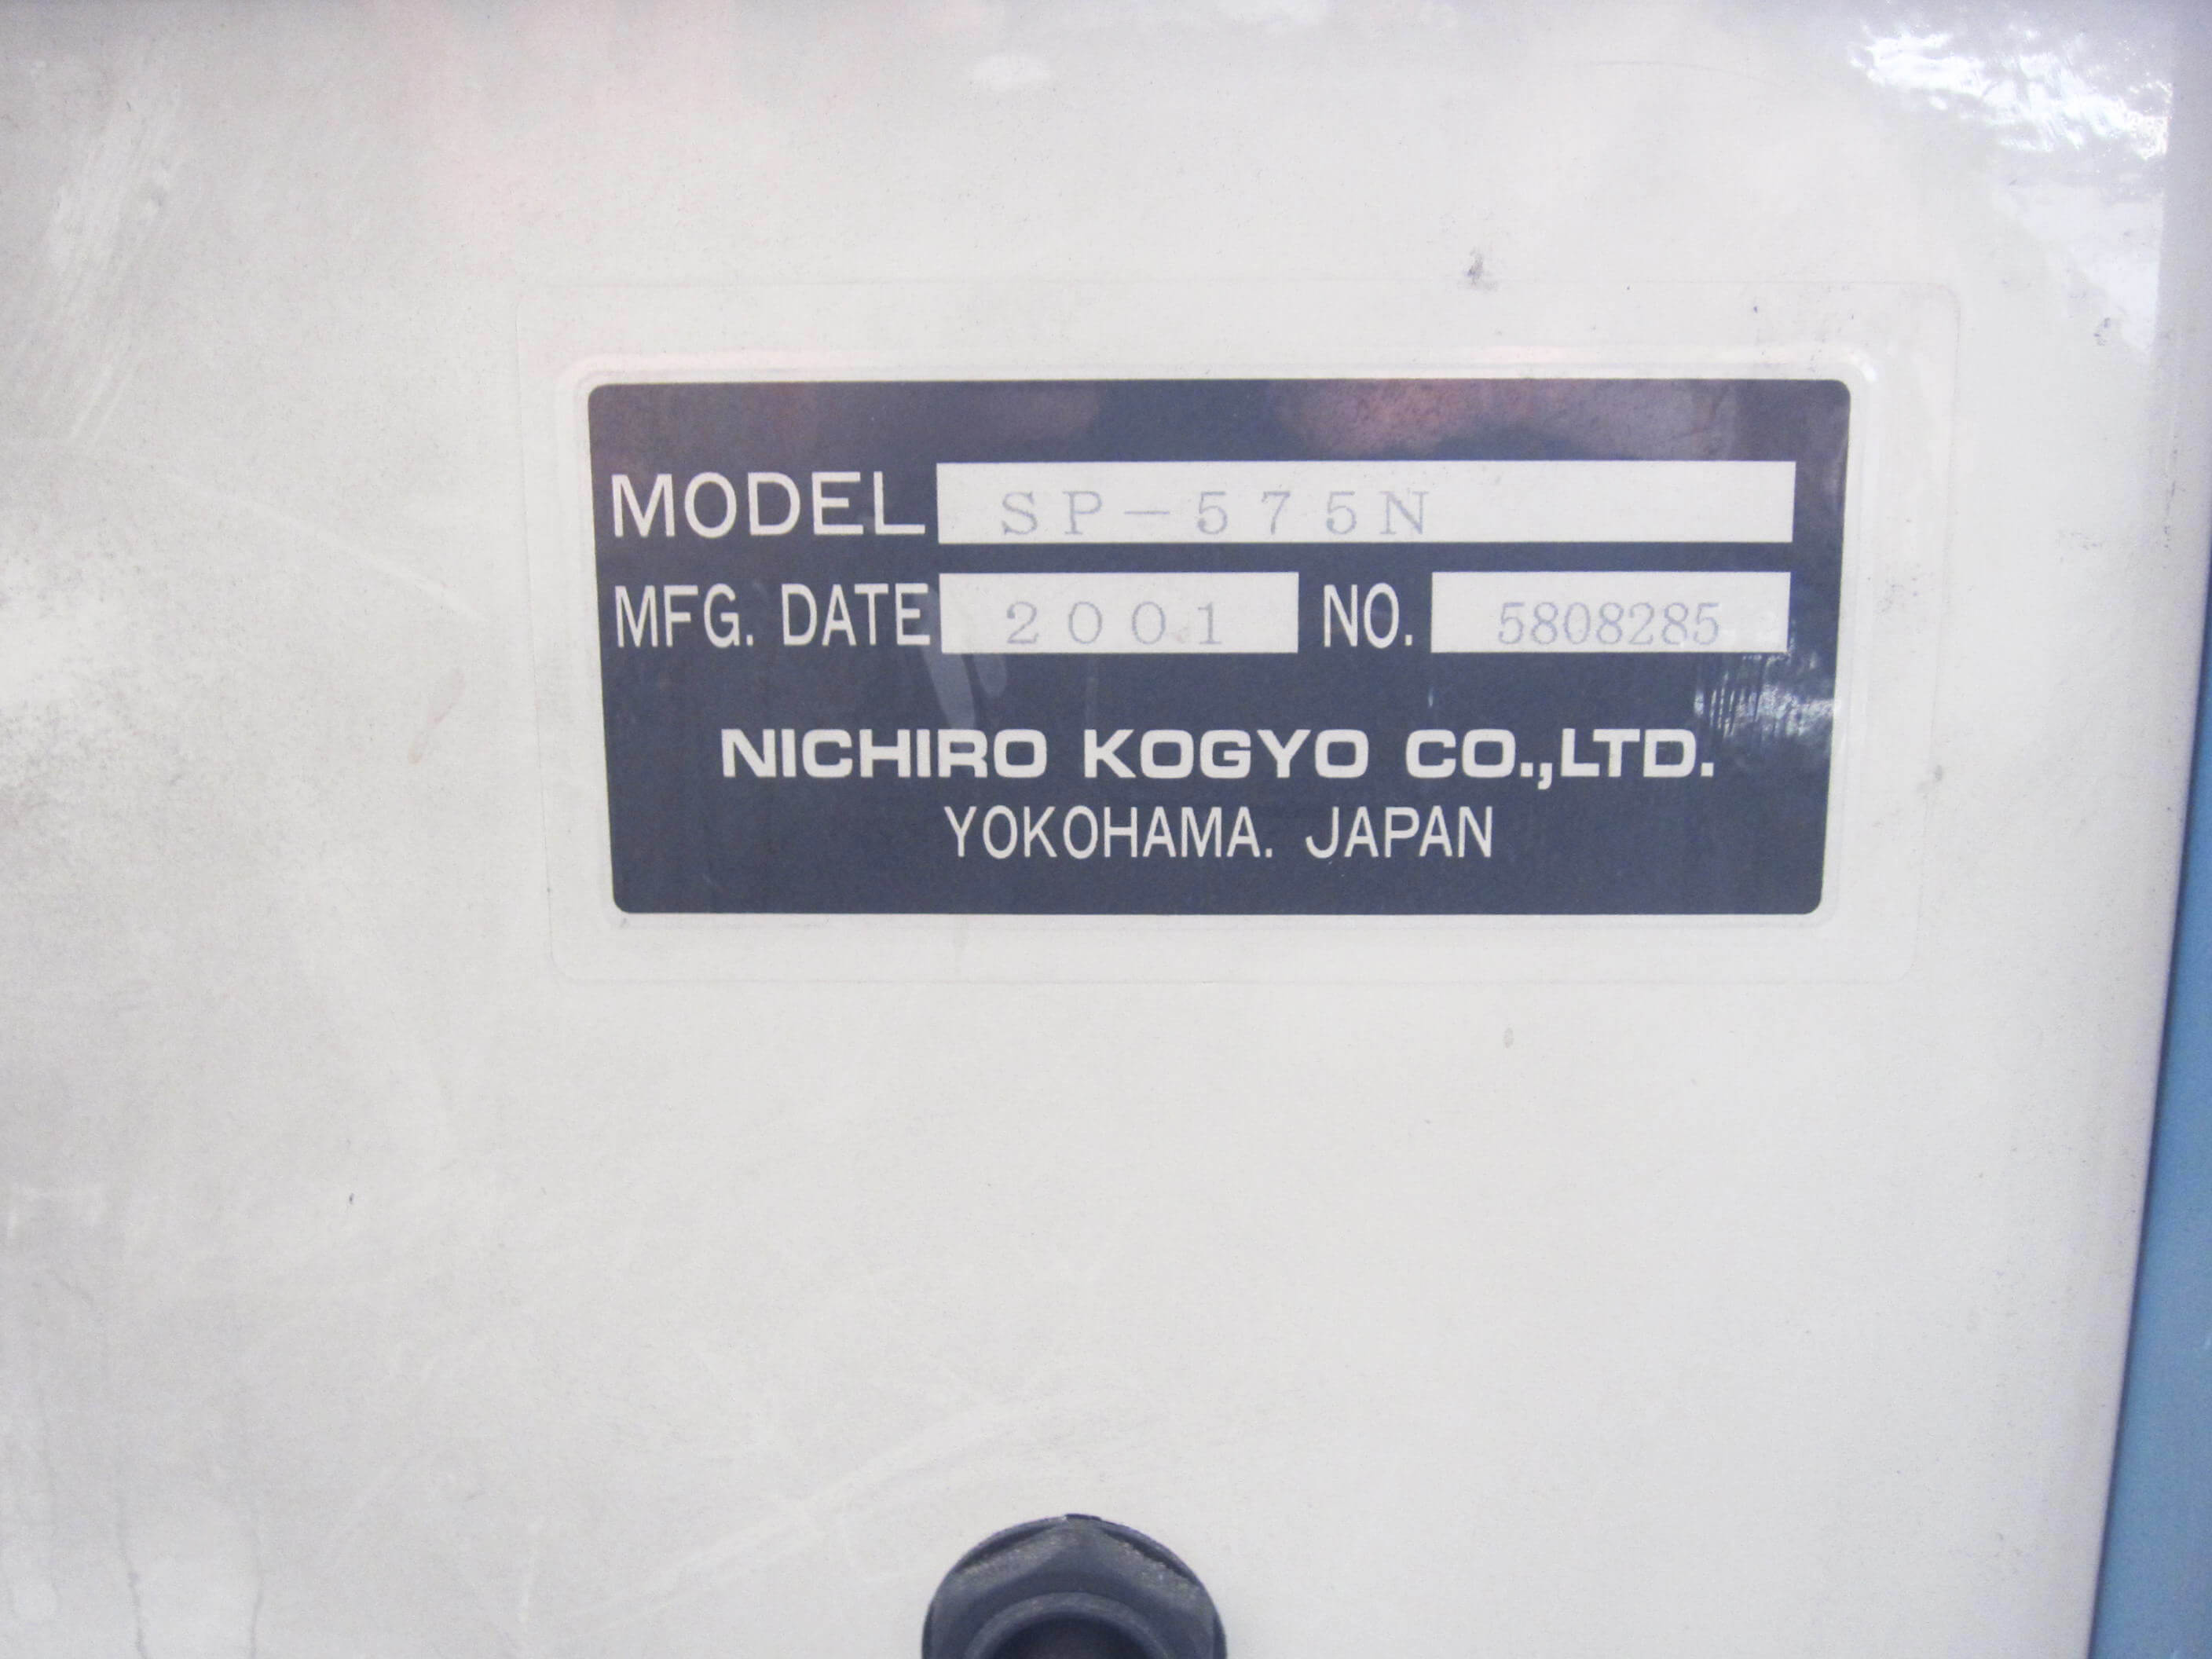 MODEL SP-575N
MFG. DATE 2001 NO. 5808285
NICHIRO KOGYO CO.,LTD.
YOKOHAMA. JAPAN